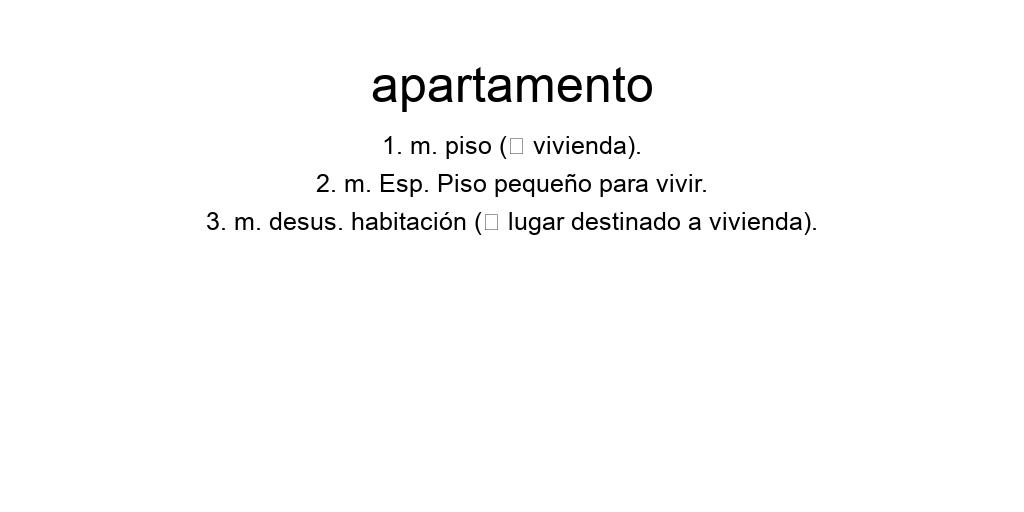 apartamento
1. m. piso (□ vivienda).
2. m. Esp. Piso pequeño para vivir.
3. m. desus. habitación (□ lugar destinado a vivienda).